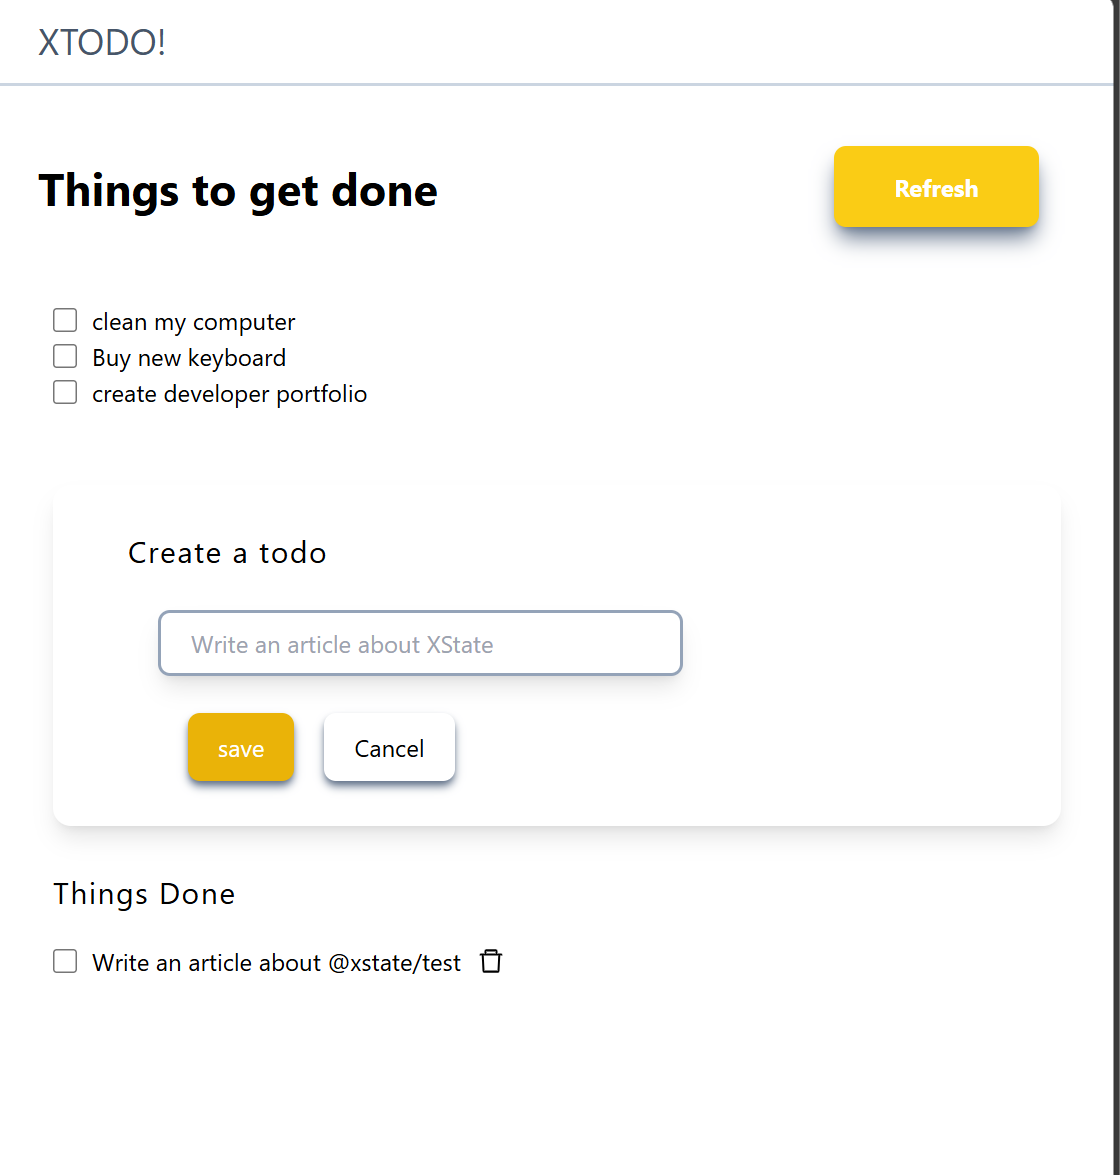 XTODO!
Things to get done
Refresh
clean my computer
Buy new keyboard
create developer portfolio
Create a todo
Write an article about XState
save
Cancel
Things Done
Write an article about @xstate/test